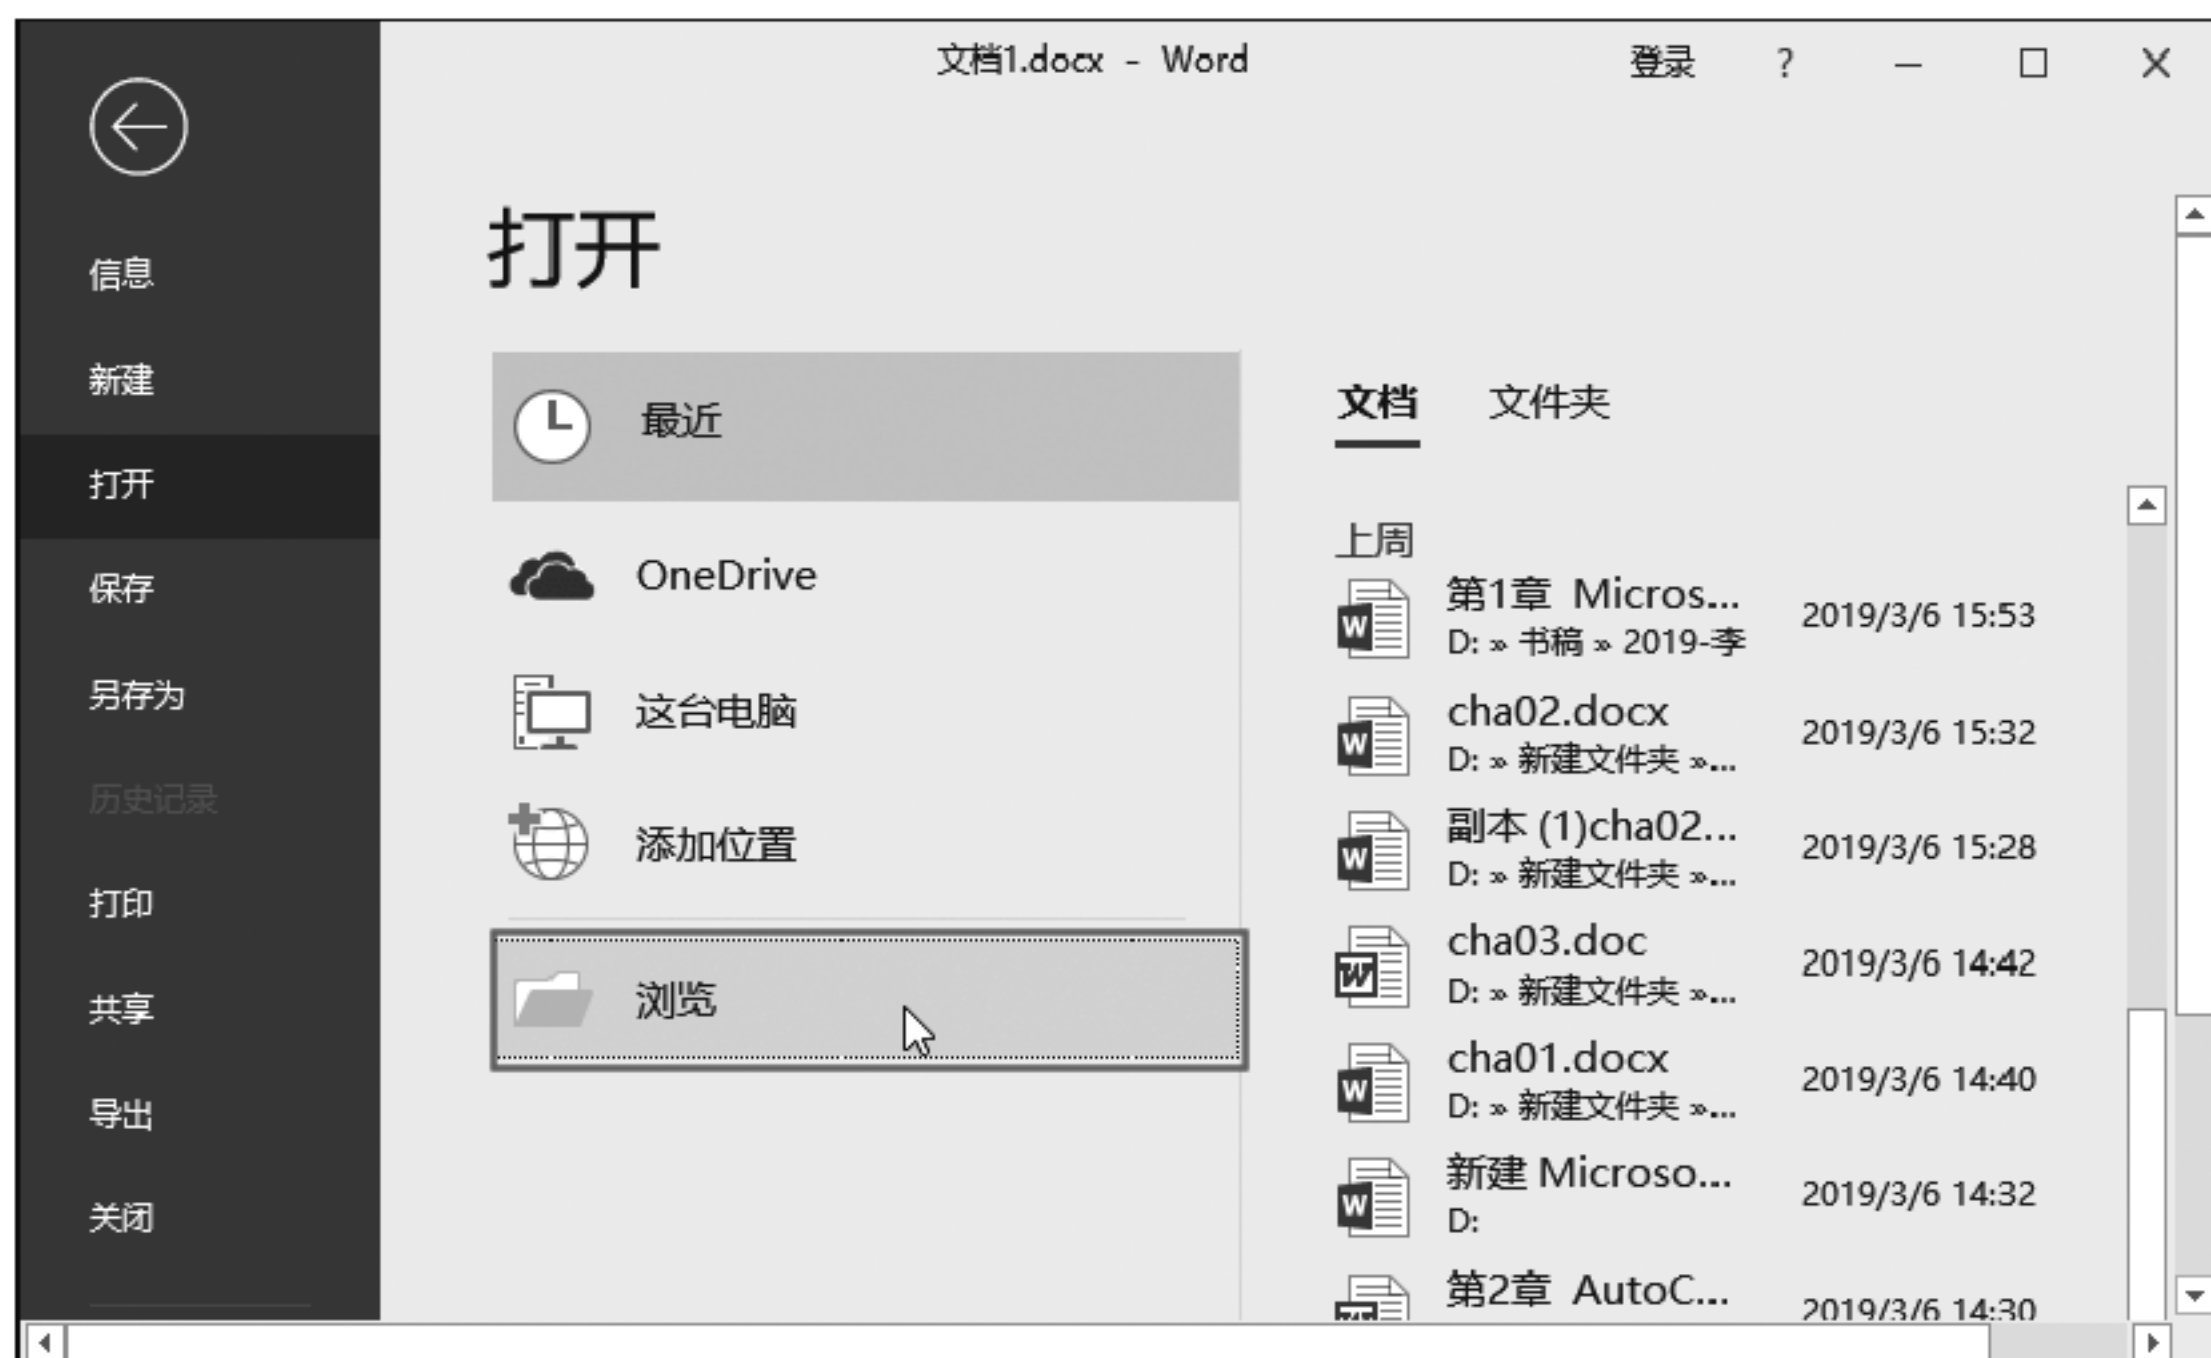 文档1.docx - Word
登录
?
信息
新建
打开
保存
另存为
历史记录
打印
共享
导出
关闭
打开
最近
OneDrive
这台电脑
添加位置
浏览
文档 文件夹
上周
第1章 Micros... 2019/3/6 15:53
D: » 书稿 » 2019-李
cha02.docx 2019/3/6 15:32
D: » 新建文件夹 »...
副本 (1)cha02... 2019/3/6 15:28
D: » 新建文件夹 »...
cha03.doc 2019/3/6 14:42
D: » 新建文件夹 »...
cha01.docx 2019/3/6 14:40
D: » 新建文件夹 »...
新建 Microso... 2019/3/6 14:32
D:
第2章 AutoC... 2019/3/6 14:30